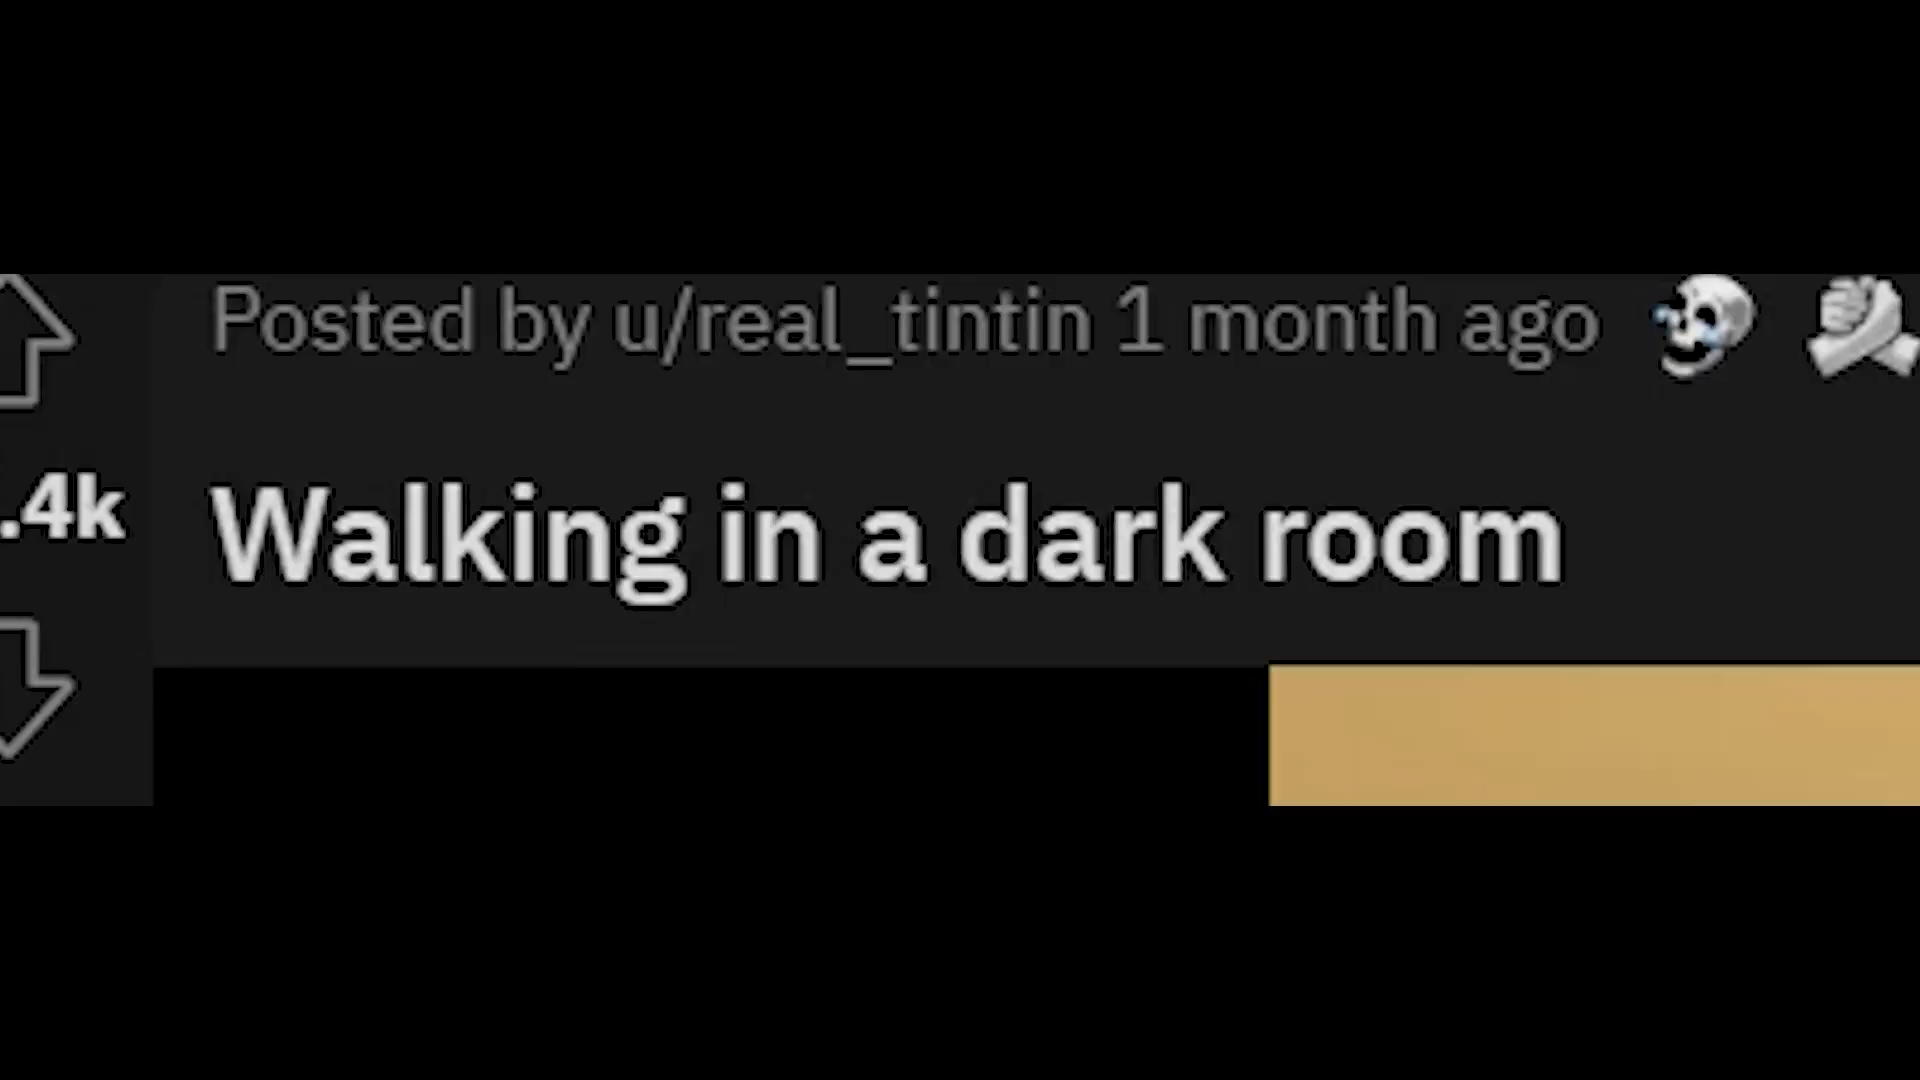 Posted by u/real_tintin 1 month ago
.4k
Walking in a dark room